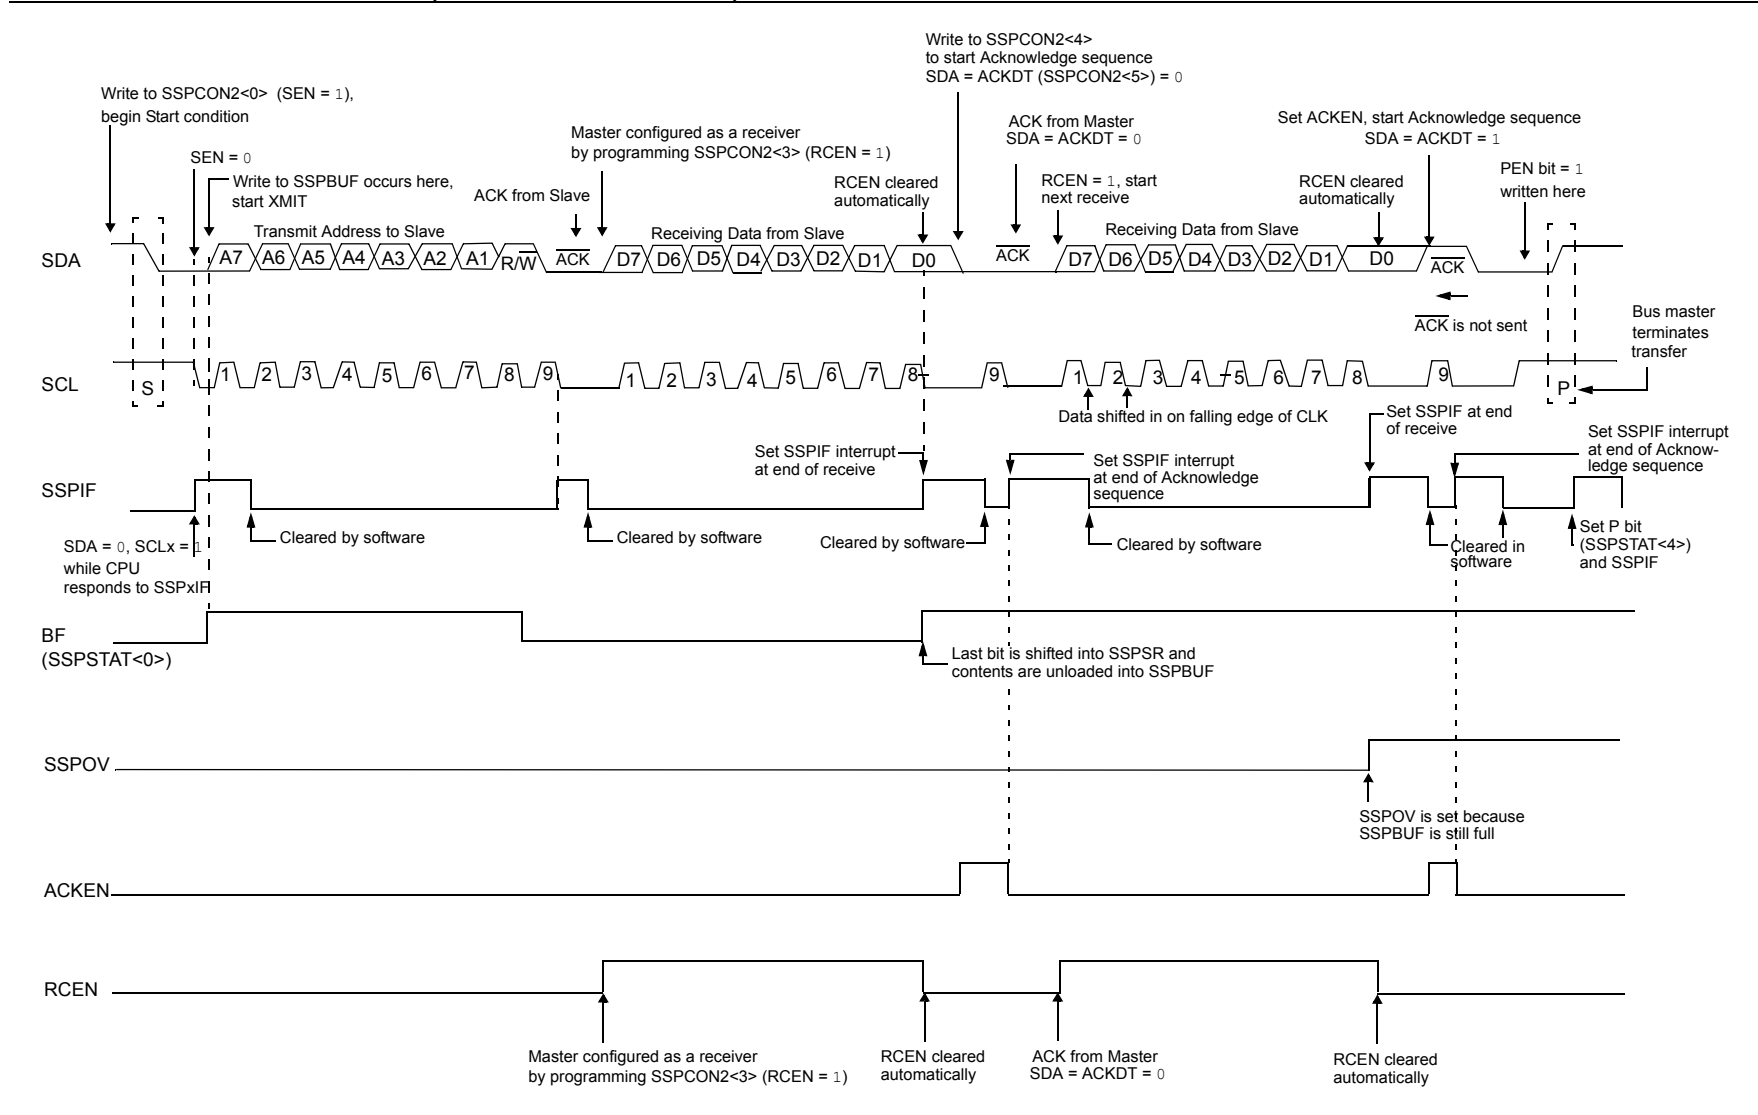 Write to SSPCON2<4>
to start Acknowledge sequence
SDA = ACKDT (SSPCON2<5>) = 0
Write to SSPCON2<0> (SEN = 1),
begin Start condition
ACK from Master
SDA = ACKDT = 0
Set ACKEN, start Acknowledge sequence
SDA = ACKDT = 1
Master configured as a receiver
by programming SSPCON2<3> (RCEN = 1)
SEN = 0
Write to SSPBUF occurs here,
start XMIT
ACK from Slave
RCEN cleared
automatically
RCEN = 1, start
next receive
RCEN cleared
automatically
PEN bit = 1
written here
Transmit Address to Slave
Receiving Data from Slave
Receiving Data from Slave
SDA A7 A6 A5 A4 A3 A2 A1 R/W ACK D7 D6 D5 D4 D3 D2 D1 D0 ACK D7 D6 D5 D4 D3 D2 D1 D0 ACK
ACK is not sent
Bus master
terminates
transfer
SCL S 1 2 3 4 5 6 7 8 9 1 2 3 4 5 6 7 8 9 1 2 3 4 5 6 7 8 9 P
Data shifted in on falling edge of CLK
Set SSPIF at end
of receive
Set SSPIF interrupt
at end of receive
Set SSPIF interrupt
at end of Acknowledge
sequence
Set SSPIF interrupt
at end of Acknow-
ledge sequence
SSPIF
SDA = 0, SCLx = 1
while CPU
responds to SSPxIF
Cleared by software
Cleared by software
Cleared by software
Cleared by software
Cleared in
software
Set P bit
(SSPSTAT<4>)
and SSPIF
BF
(SSPSTAT<0>)
Last bit is shifted into SSPSR and
contents are unloaded into SSPBUF
SSPOV
SSPOV is set because
SSPBUF is still full
ACKEN
RCEN
Master configured as a receiver
by programming SSPCON2<3> (RCEN = 1)
RCEN cleared
automatically
ACK from Master
SDA = ACKDT = 0
RCEN cleared
automatically